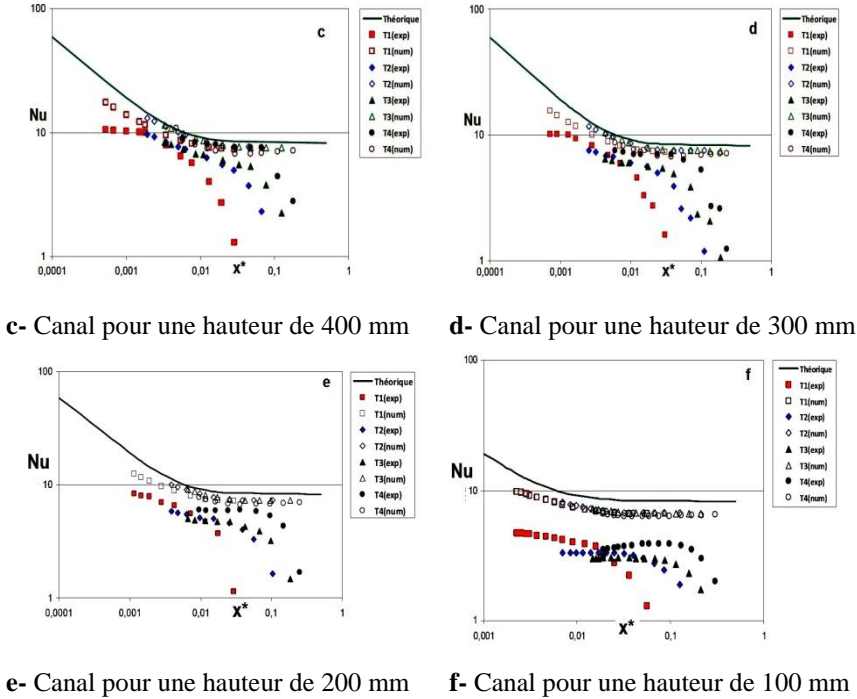 100
10
1
Nu
c
0,0001
0,001
0,01
0,1
1
X*
Théorique
T1(exp)
T1(num)
T2(exp)
T2(num)
T3(exp)
T3(num)
T4(exp)
T4(num)
100
10
1
Nu
d
0,0001
0,001
0,01
0,1
1
X*
Théorique
T1(exp)
T1(num)
T2(exp)
T2(num)
T3(exp)
T3(num)
T4(exp)
T4(num)
c- Canal pour une hauteur de 400 mm
d- Canal pour une hauteur de 300 mm
100
10
1
Nu
e
0,0001
0,001
0,01
0,1
1
X*
Théorique
T1(exp)
T1(num)
T2(exp)
T2(num)
T3(exp)
T3(num)
T4(exp)
T4(num)
100
10
1
Nu
f
0,001
0,01
0,1
1
X*
Théorique
T1(exp)
T1(num)
T2(exp)
T2(num)
T3(exp)
T3(num)
T4(exp)
T4(num)
e- Canal pour une hauteur de 200 mm
f- Canal pour une hauteur de 100 mm